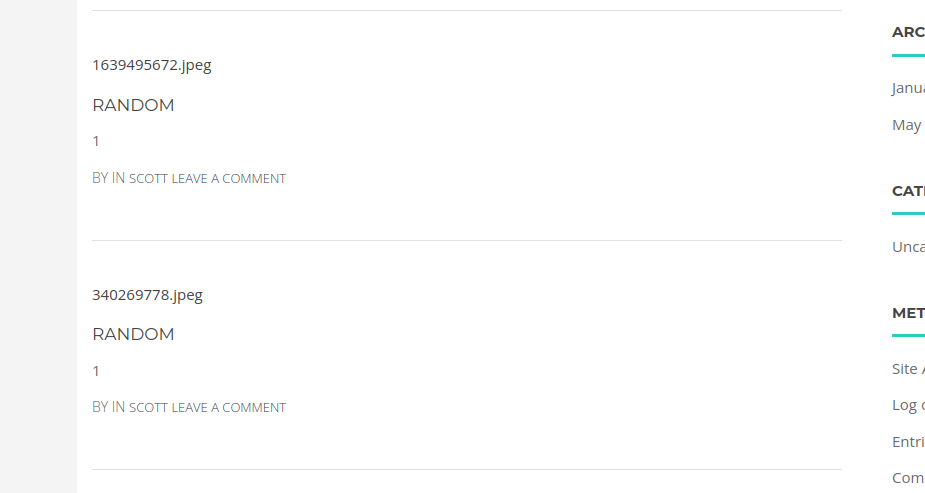 1639495672.jpeg
RANDOM
1
BY IN SCOTT LEAVE A COMMENT
340269778.jpeg
RANDOM
1
BY IN SCOTT LEAVE A COMMENT
ARC
Janua
May
CATE
Unca
MET
Site A
Log o
Entri
Com